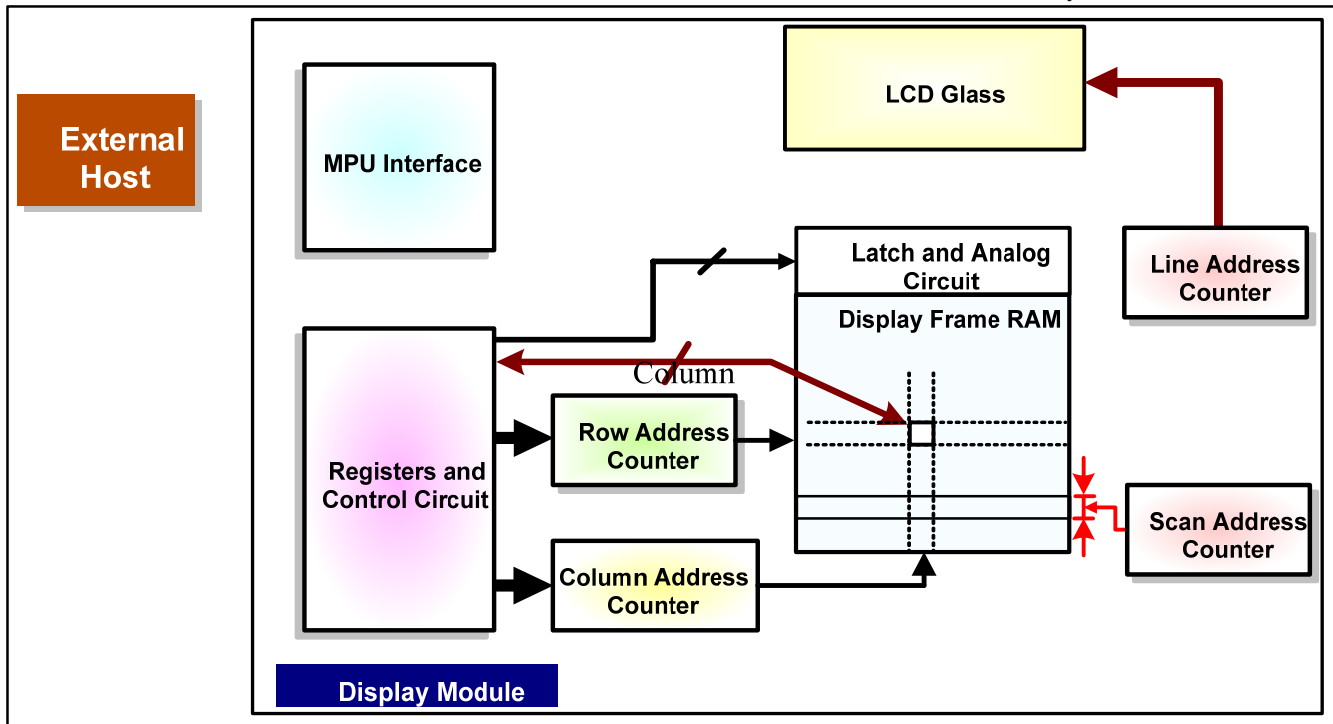 External
Host
MPU Interface
LCD Glass
Latch and Analog
Circuit
Line Address
Counter
Display Frame RAM
Column
Row Address
Counter
Registers and
Control Circuit
Scan Address
Counter
Column Address
Counter
Display Module